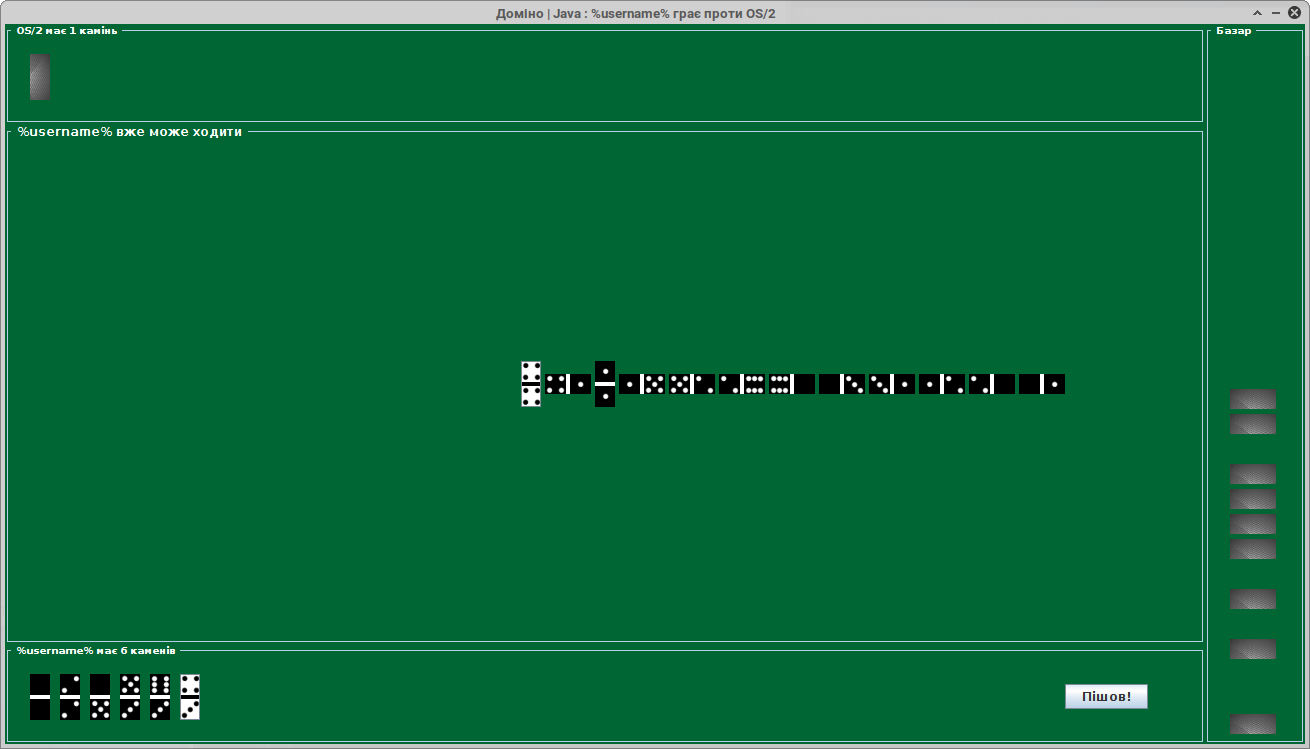 Доміно | Java : %username% грає проти OS/2
OS/2 має 1 камінь
Базар
%username% вже може ходити
%username% має 6 каменів
Пішов!